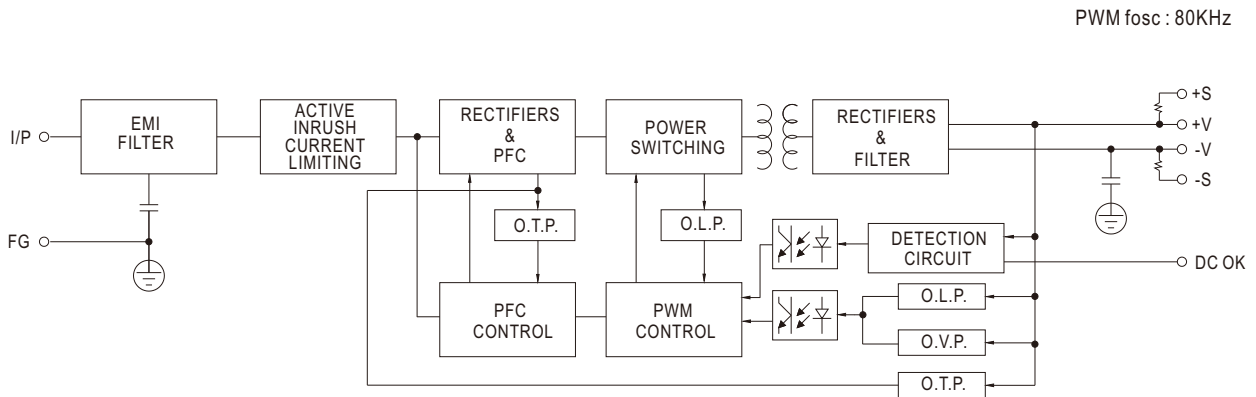 PWM fosc : 80KHz
I/P
EMI
FILTER
ACTIVE
INRUSH
CURRENT
LIMITING
RECTIFIERS
&
PFC
POWER
SWITCHING
RECTIFIERS
&
FILTER
+S
+V
-V
-S
FG
O.T.P.
O.L.P.
DETECTION
CIRCUIT
DC OK
PFC
CONTROL
PWM
CONTROL
O.L.P.
O.V.P.
O.T.P.